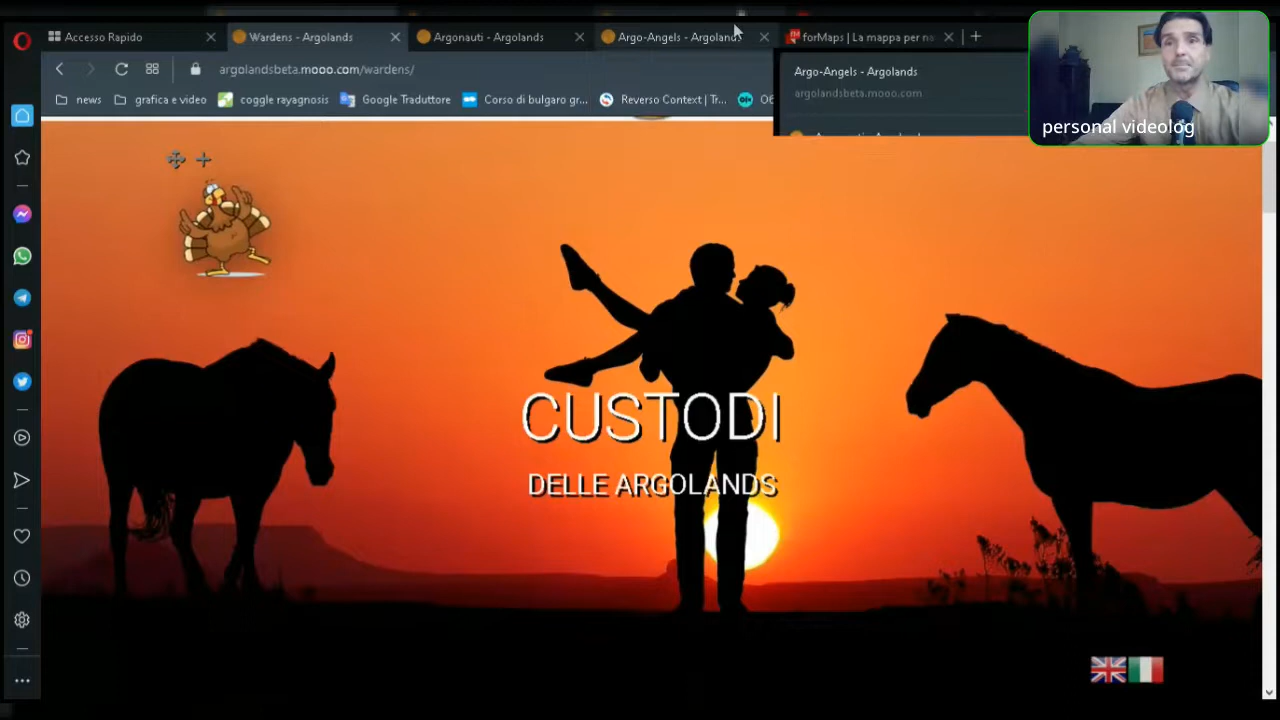 Accesso Rapido
Wardens - Argolands
Argonauti - Argolands
Argo-Angels - Argolands
forMaps | La mappa per n
argolandsbeta.mooo.com/wardens/
Argo-Angels - Argolands
argolandsbeta.mooo.com
personal videolog
news
grafica e video
coggle rayagnosis
Google Traduttore
Corso di bulgaro gr...
Reverso Context | Tr...
CUSTODI
DELLE ARGOLANDS